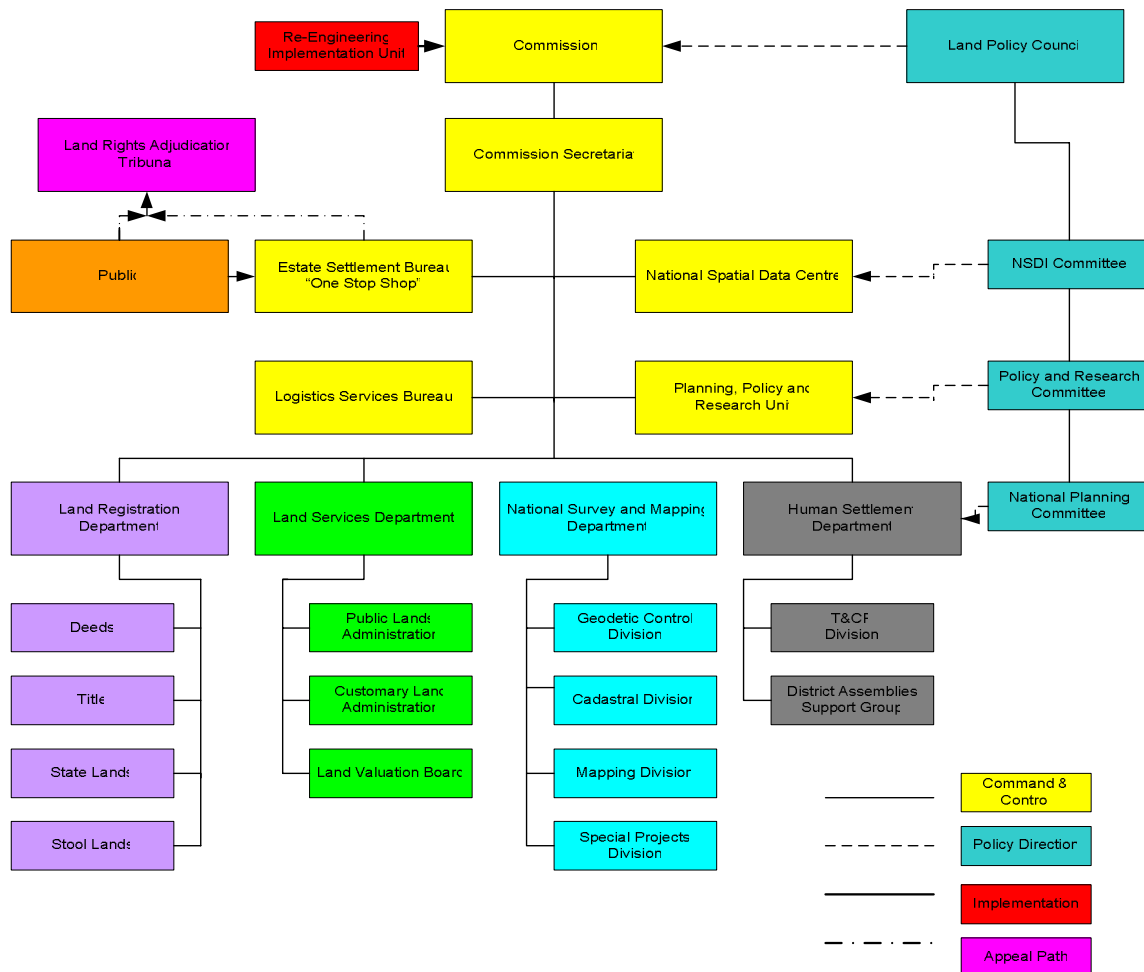 Re-Engineering
Implementation Unit
Commission
Land Policy Counci
Land Rights Adjudication
Tribuna
Commission Secretariat
Public
Estate Settlement Bureau
“One Stop Shop”
National Spatial Data Centre
NSDI Committee
Logistics Services Bureau
Planning, Policy and
Research Unit
Policy and Research
Committee
Land Registration
Department
Land Services Department
National Survey and Mapping
Department
Human Settlement
Department
National Planning
Committee
Deeds
Public Lands
Administration
Geodetic Control
Division
T&CP
Division
Title
Customary Land
Administration
Cadastral Division
District Assemblies
Support Group
State Lands
Land Valuation Board
Mapping Division
Command &
Contro
Stool Lands
Special Projects
Division
Policy Direction
Implementation
Appeal Path